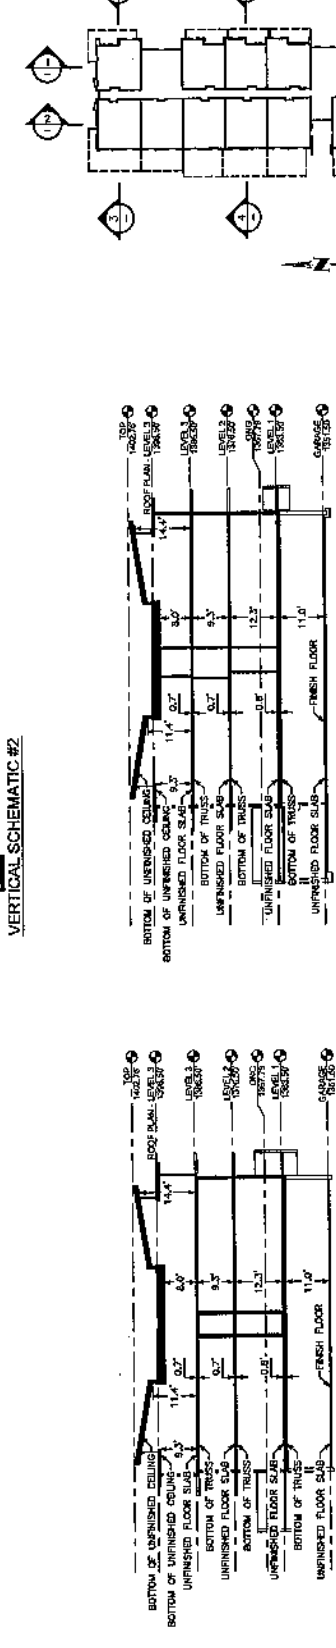 1
2
3
4
N
VERTICAL SCHEMATIC #2
TOP
1402.76'
ROOF PLAN - LEVEL 3
LEVEL 3
LEVEL 2
LEVEL 1
GARAGE
14.4'
8.0'
9.3'
12.3'
11.0'
0.7'
0.7'
0.8'
11.4'
9.3'
FINISH FLOOR
BOTTOM OF UNFINISHED CEILING
BOTTOM OF UNFINISHED CEILING
UNFINISHED FLOOR SLAB
BOTTOM OF TRUSS
UNFINISHED FLOOR SLAB
BOTTOM OF TRUSS
UNFINISHED FLOOR SLAB
BOTTOM OF TRUSS
UNFINISHED FLOOR SLAB
TOP
1402.76'
ROOF PLAN - LEVEL 3
LEVEL 3
LEVEL 2
LEVEL 1
GARAGE
14.4'
8.0'
9.3'
12.3'
11.0'
0.7'
0.7'
0.8'
11.4'
9.3'
FINISH FLOOR
BOTTOM OF UNFINISHED CEILING
BOTTOM OF UNFINISHED CEILING
UNFINISHED FLOOR SLAB
BOTTOM OF TRUSS
UNFINISHED FLOOR SLAB
BOTTOM OF TRUSS
UNFINISHED FLOOR SLAB
BOTTOM OF TRUSS
UNFINISHED FLOOR SLAB